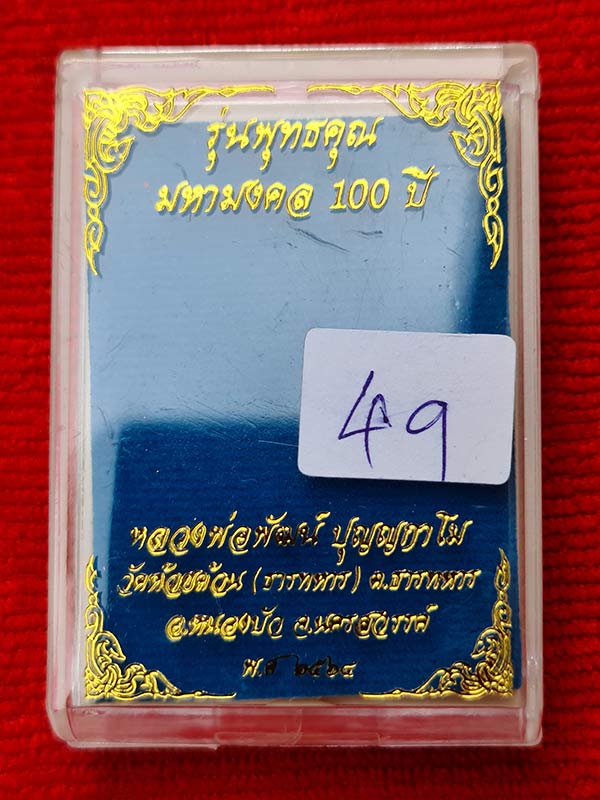 รุ่นพุทธคุณ
มหามงคล 100 ปี
49
หลวงพ่อพัฒน์ ปุญญกาโม
วัดห้วยด้วน (ธารทหาร) ต.ธารทหาร
อ.หนองบัว จ.นครสวรรค์
พ.ศ ๒๕๖๔